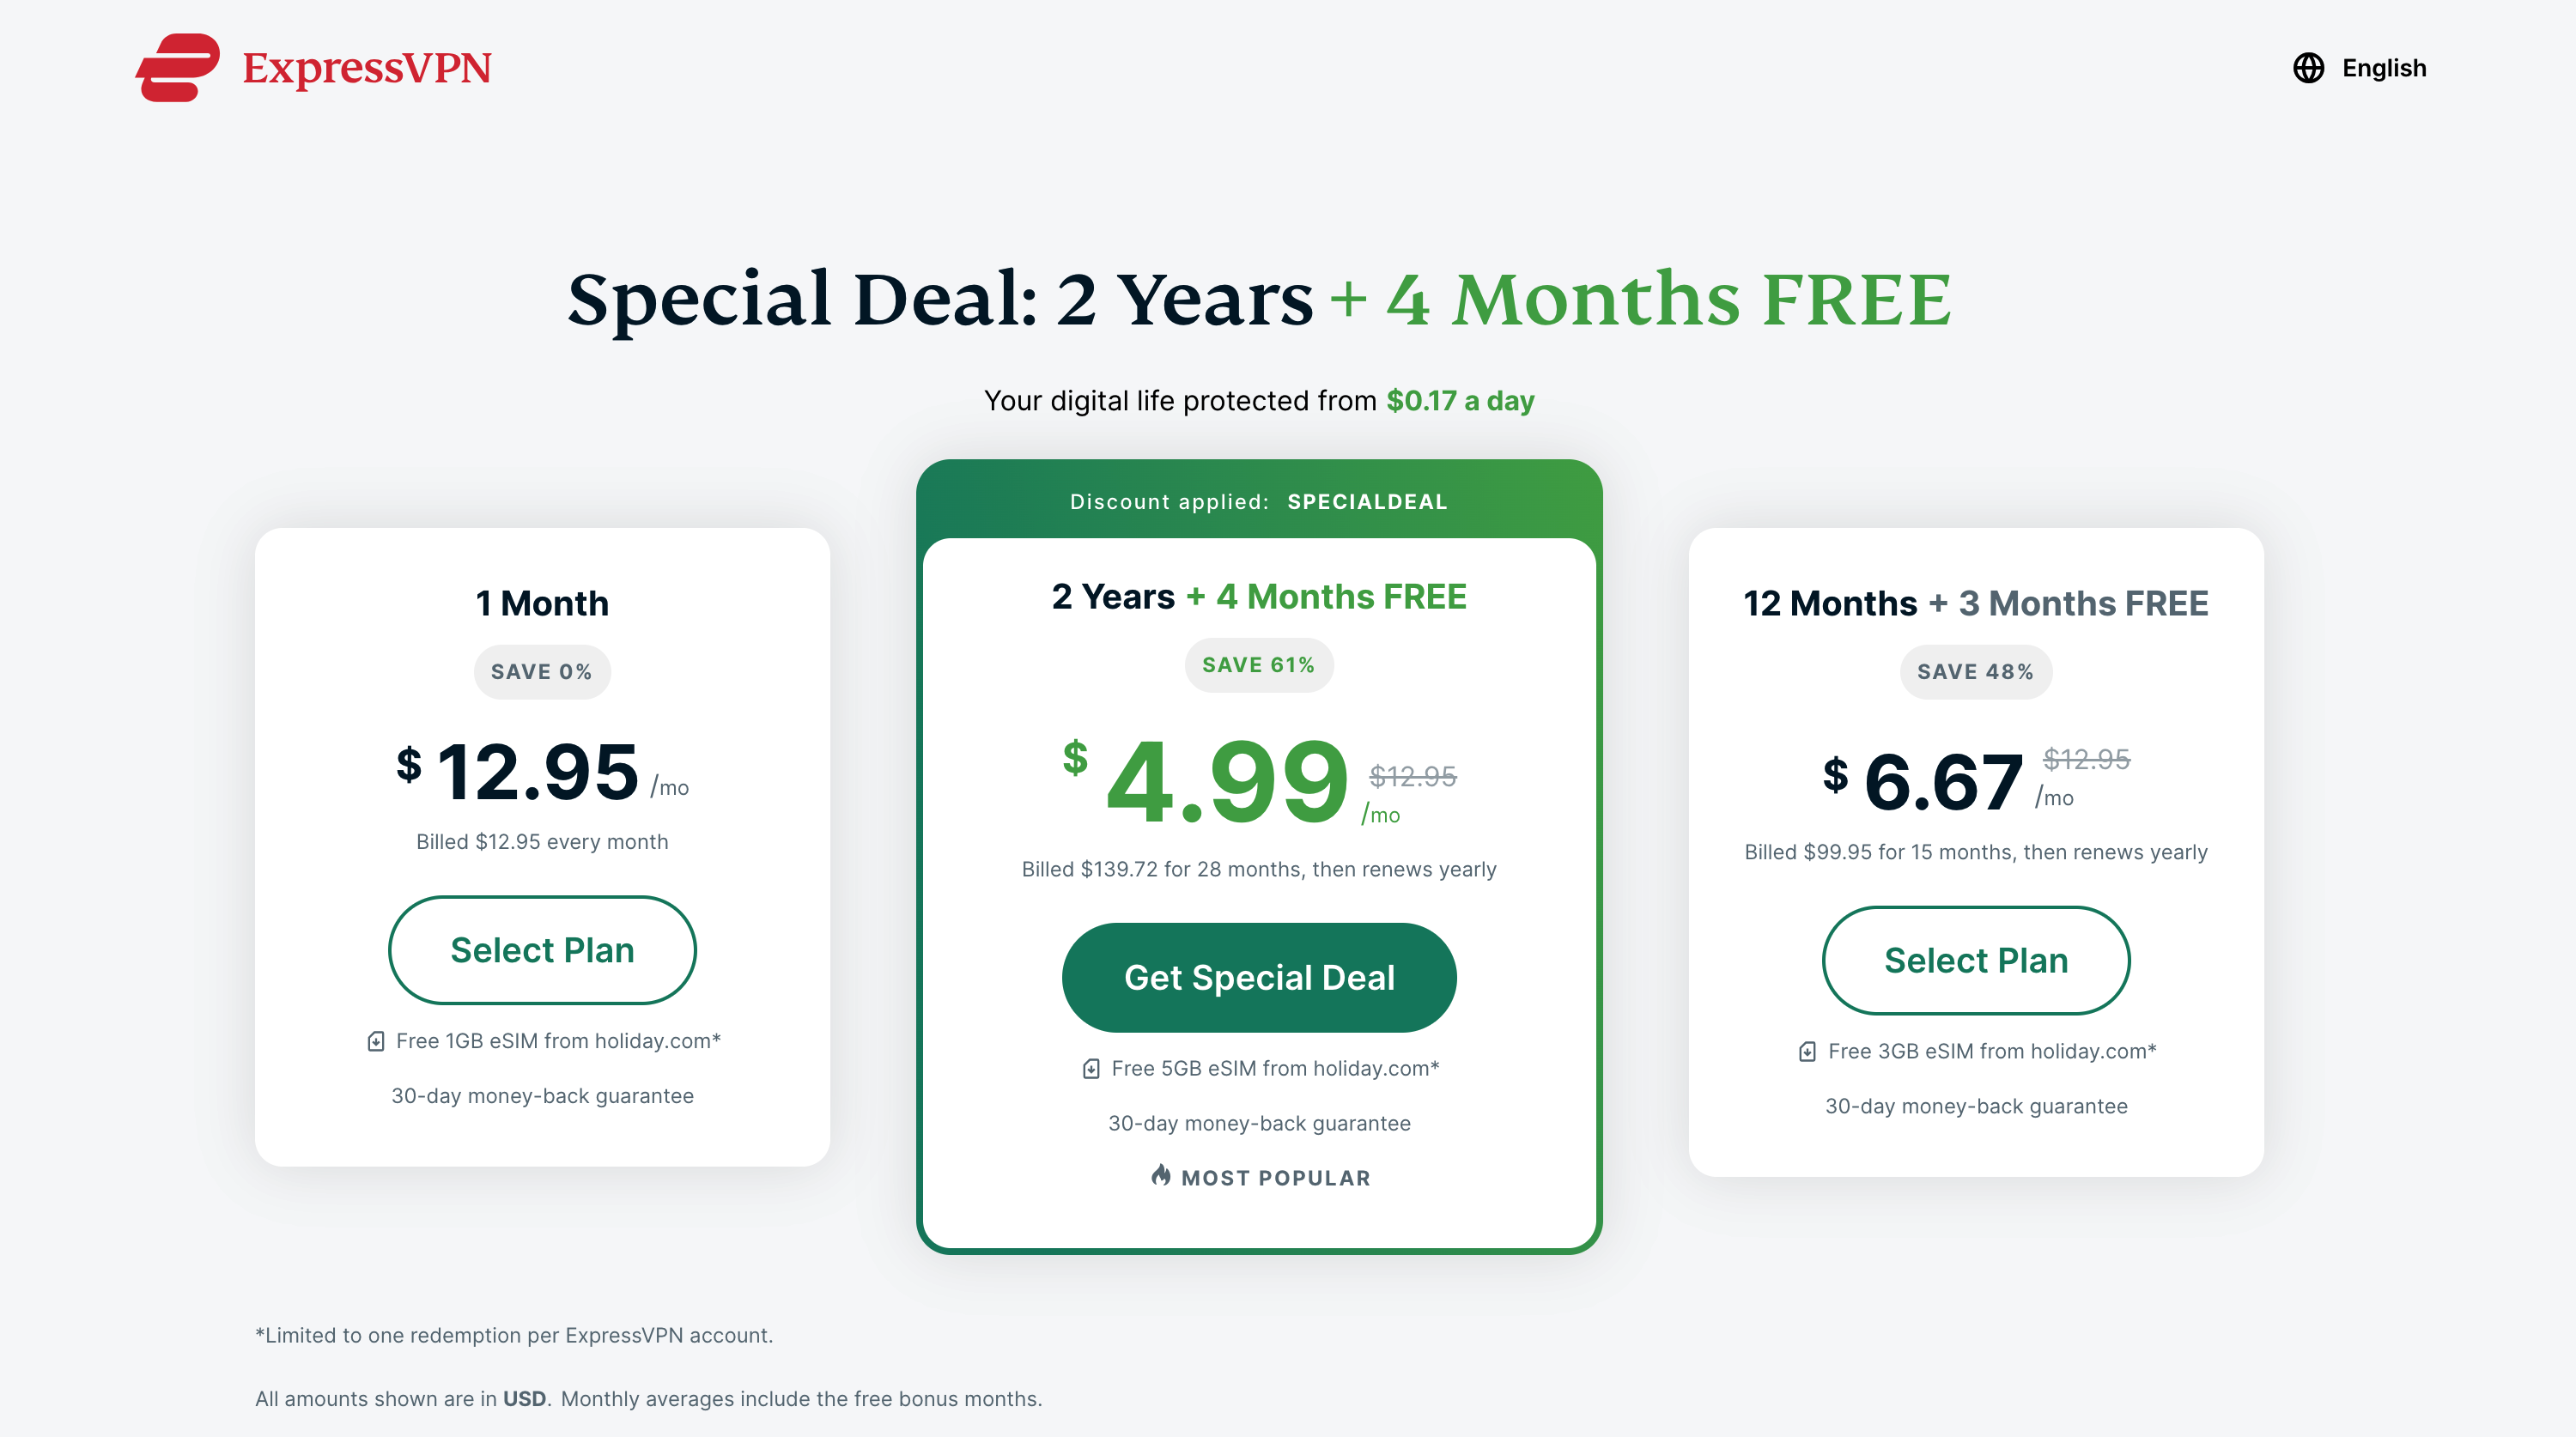 ExpressVPN
English
Special Deal: 2 Years + 4 Months FREE
Your digital life protected from $0.17 a day
1 Month
SAVE 0%
$12.95 /mo
Billed $12.95 every month
Select Plan
Free 1GB eSIM from holiday.com*
30-day money-back guarantee
Discount applied: SPECIALDEAL
2 Years + 4 Months FREE
SAVE 61%
$4.99 $12.95 /mo
Billed $139.72 for 28 months, then renews yearly
Get Special Deal
Free 5GB eSIM from holiday.com*
30-day money-back guarantee
MOST POPULAR
12 Months + 3 Months FREE
SAVE 48%
$6.67 $12.95 /mo
Billed $99.95 for 15 months, then renews yearly
Select Plan
Free 3GB eSIM from holiday.com*
30-day money-back guarantee
*Limited to one redemption per ExpressVPN account.
All amounts shown are in USD. Monthly averages include the free bonus months.